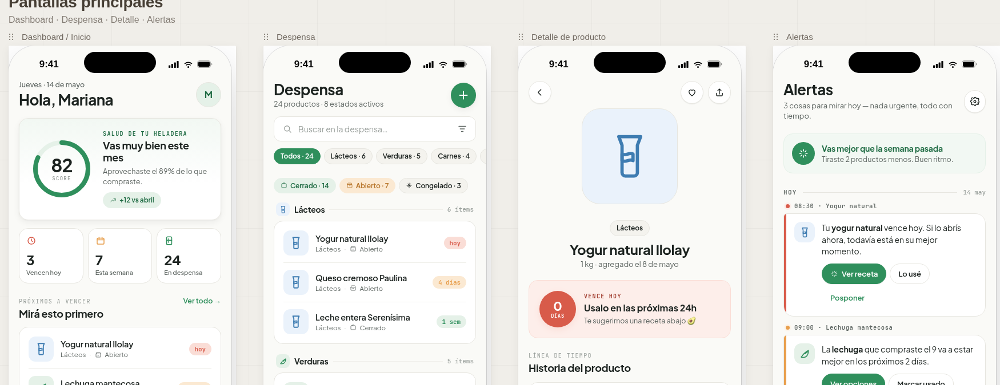 Pantallas principales
Dashboard · Despensa · Detalle · Alertas
Dashboard / Inicio
9:41
Jueves · 14 de mayo
Hola, Mariana
M
SALUD DE TU HELADERA
Vas muy bien este
mes
82
SCORE
Aprovechaste el 89% de lo que
compraste.
+12 vs abril
3
Vencen hoy
7
Esta semana
24
En despensa
PRÓXIMOS A VENCER
Ver todo →
Mirá esto primero
Yogur natural Ilolay
Lácteos · Abierto
hoy
Lechuga mantecosa
Despensa
9:41
Despensa
24 productos · 8 estados activos
Buscar en la despensa…
Todos · 24
Lácteos · 6
Verduras · 5
Carnes · 4
Cerrado · 14
Abierto · 7
Congelado · 3
Lácteos
6 ítems
Yogur natural Ilolay
Lácteos · Abierto
hoy
Queso cremoso Paulina
Lácteos · Abierto
4 días
Leche entera Serenísima
Lácteos · Cerrado
1 sem
Verduras
5 ítems
Detalle de producto
9:41
Lácteos
Yogur natural Ilolay
1 kg · agregado el 8 de mayo
0
DÍAS
VENCE HOY
Usalo en las próximas 24h
Te sugerimos una receta abajo 🥑
LÍNEA DE TIEMPO
Historia del producto
Alertas
9:41
Alertas
3 cosas para mirar hoy — nada urgente, todo con
tiempo.
Vas mejor que la semana pasada
Tiraste 2 productos menos. Buen ritmo.
HOY
14 may
08:30 · Yogur natural
Tu yogur natural vence hoy. Si lo abrís
ahora, todavía está en su mejor
momento.
Ver receta
Lo usé
Posponer
09:00 · Lechuga mantecosa
La lechuga que compraste el 9 va a estar
mejor en los próximos 2 días.
Ver opciones
Marcar usado